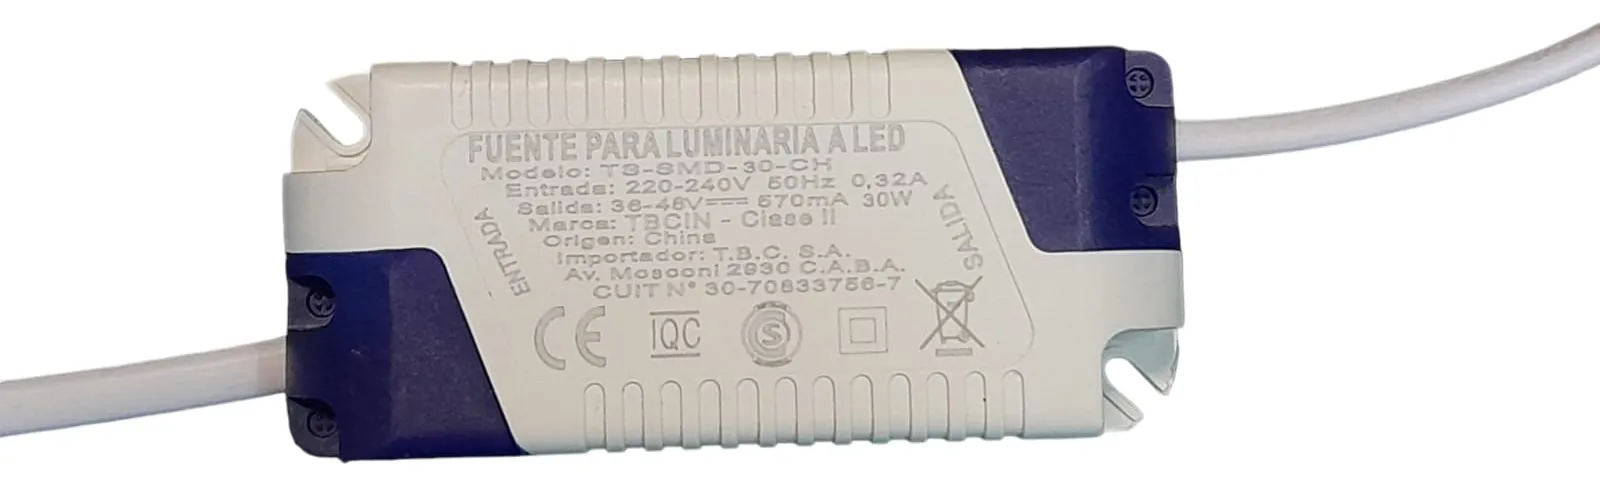 FUENTE PARA LUMINARIA A LED
Modelo: TS-SMD-30-CH
Entrada: 220-240V 50Hz 0,32A
Salida: 36-48V 570mA 30W
Marca: TBCIN - Clase II
Origen: China
Importador: T.B.C. S.A.
Av. Mosconi 2930 C.A.B.A.
CUIT N° 30-70833756-7
ENTRADA
SALIDA
CE
IQC
S